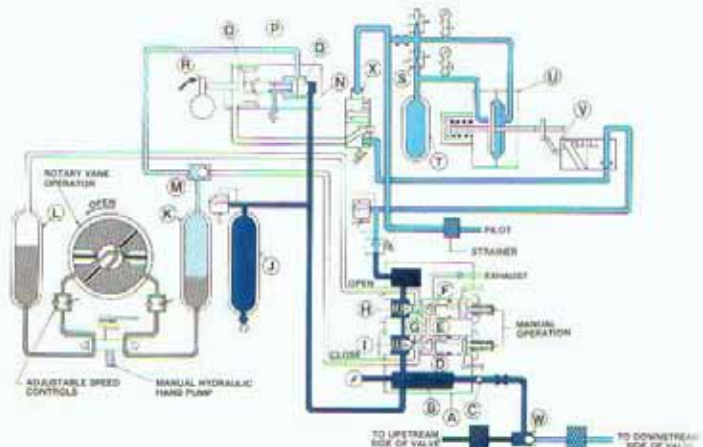 Q
P
Q
R
N
X
S
U
V
T
ROTARY VANE
OPERATOR
OPEN
L
M
K
J
PILOT
STRAINER
OPEN
EXHAUST
H
F
G
E
MANUAL
OPERATION
I
CLOSE
D
B
A
C
W
ADJUSTABLE SPEED
CONTROLS
MANUAL HYDRAULIC
HAND PUMP
TO UPSTREAM
SIDE OF VALVE
TO DOWNSTREAM
SIDE OF VALVE